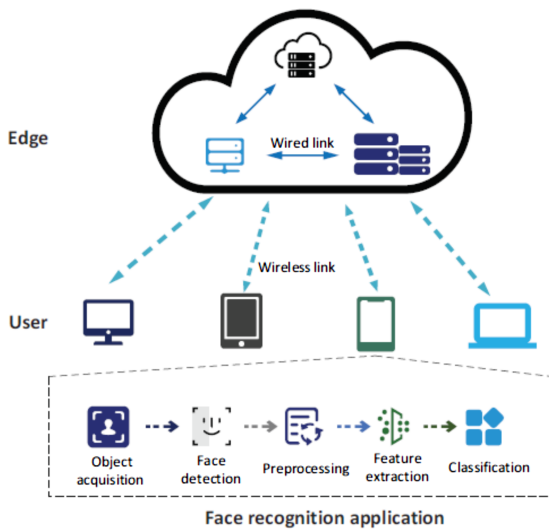 Edge
Wired link
Wireless link
User
Object
acquisition
Face
detection
Preprocessing
Feature
extraction
Classification
Face recognition application